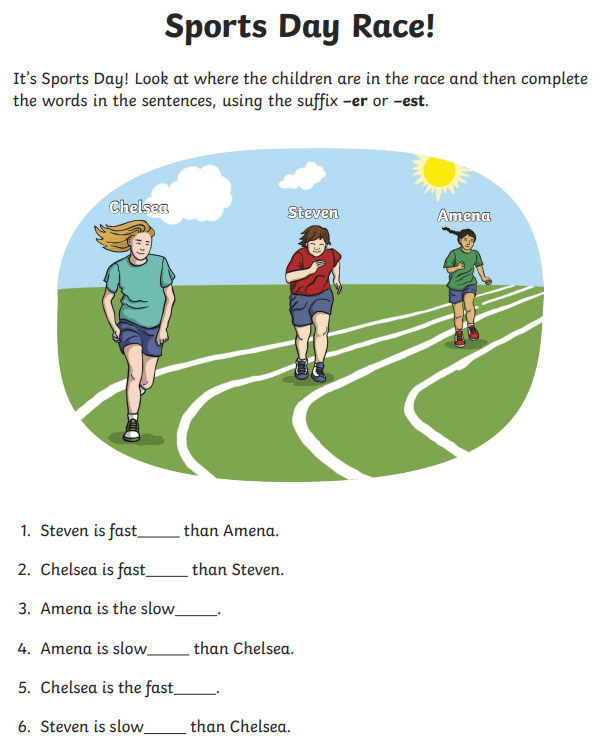 Sports Day Race!
It's Sports Day! Look at where the children are in the race and then complete
the words in the sentences, using the suffix –er or –est.
Chelsea
Steven
Amena
1. Steven is fast_____ than Amena.
2. Chelsea is fast_____ than Steven.
3. Amena is the slow_____.
4. Amena is slow_____ than Chelsea.
5. Chelsea is the fast_____.
6. Steven is slow_____ than Chelsea.